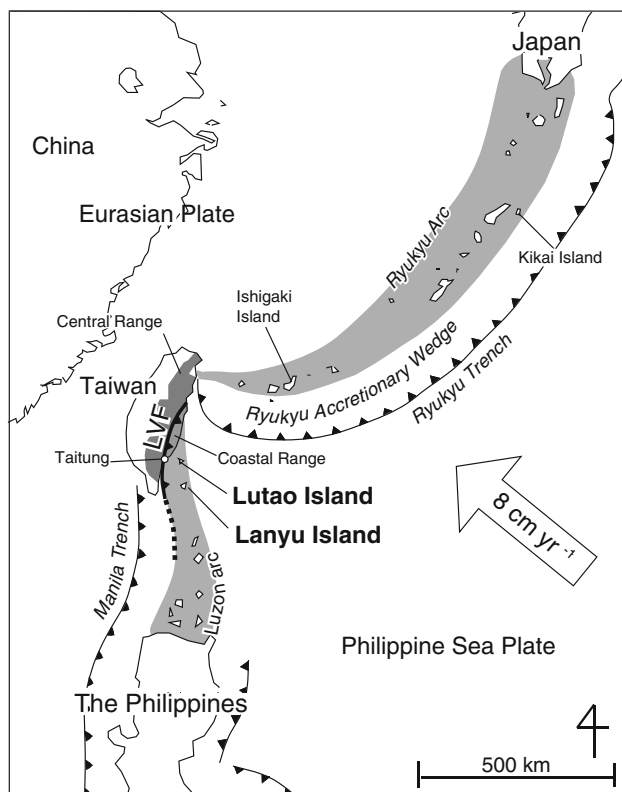 Japan
China
Eurasian Plate
Ryukyu Arc
Kikai Island
Ishigaki
Island
Central Range
Ryukyu Accretionary Wedge
Ryukyu Trench
Taiwan
LVF
Taitung
Coastal Range
Lutao Island
Lanyu Island
8 cm yr -1
Manila Trench
Luzon arc
Philippine Sea Plate
The Philippines
500 km